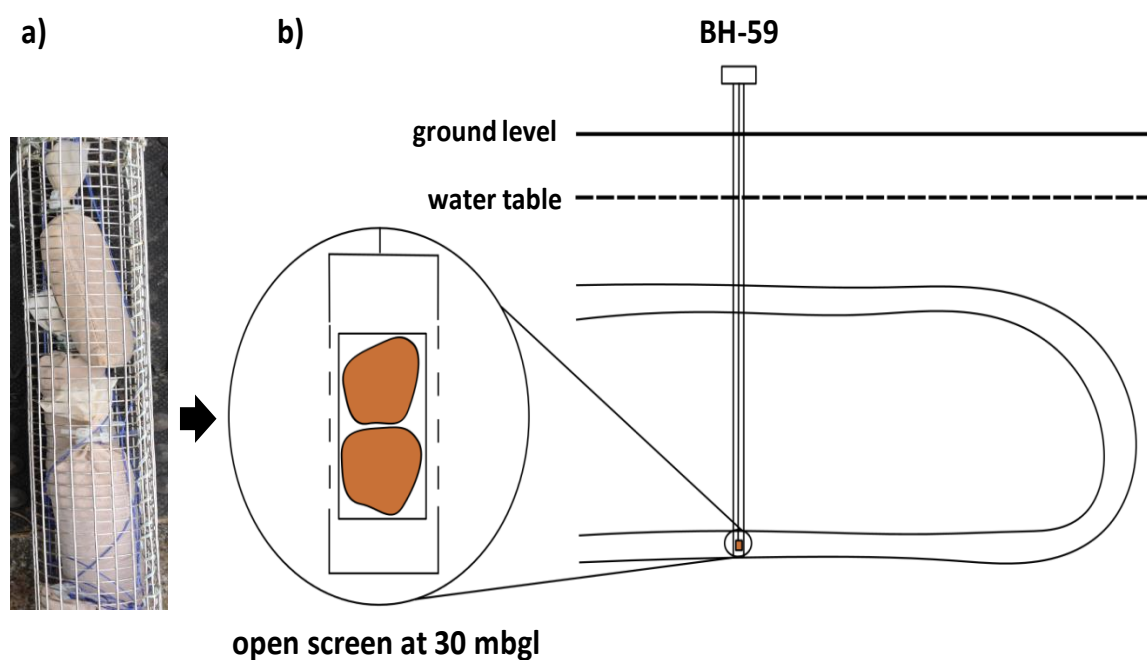 a)
b)
BH-59
ground level
water table
open screen at 30 mbgl